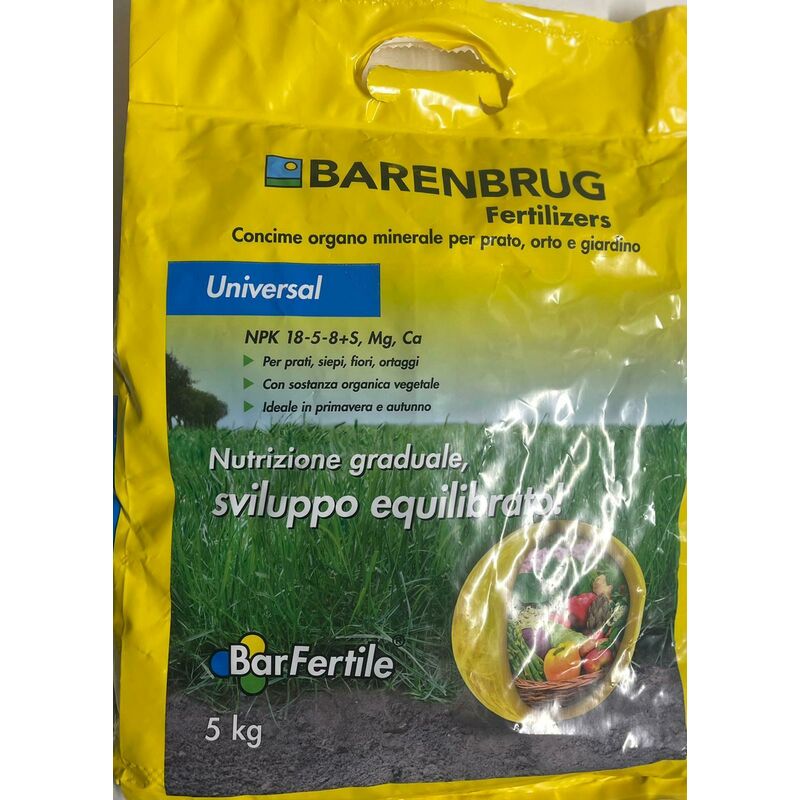 BARENBRUG
Fertilizers
Concime organo minerale per prato, orto e giardino
Universal
NPK 18-5-8+S, Mg, Ca
Per prati, siepi, fiori, ortaggi
Con sostanza organica vegetale
Ideale in primavera e autunno
Nutrizione graduale,
sviluppo equilibrato!
BarFertile®
5 kg